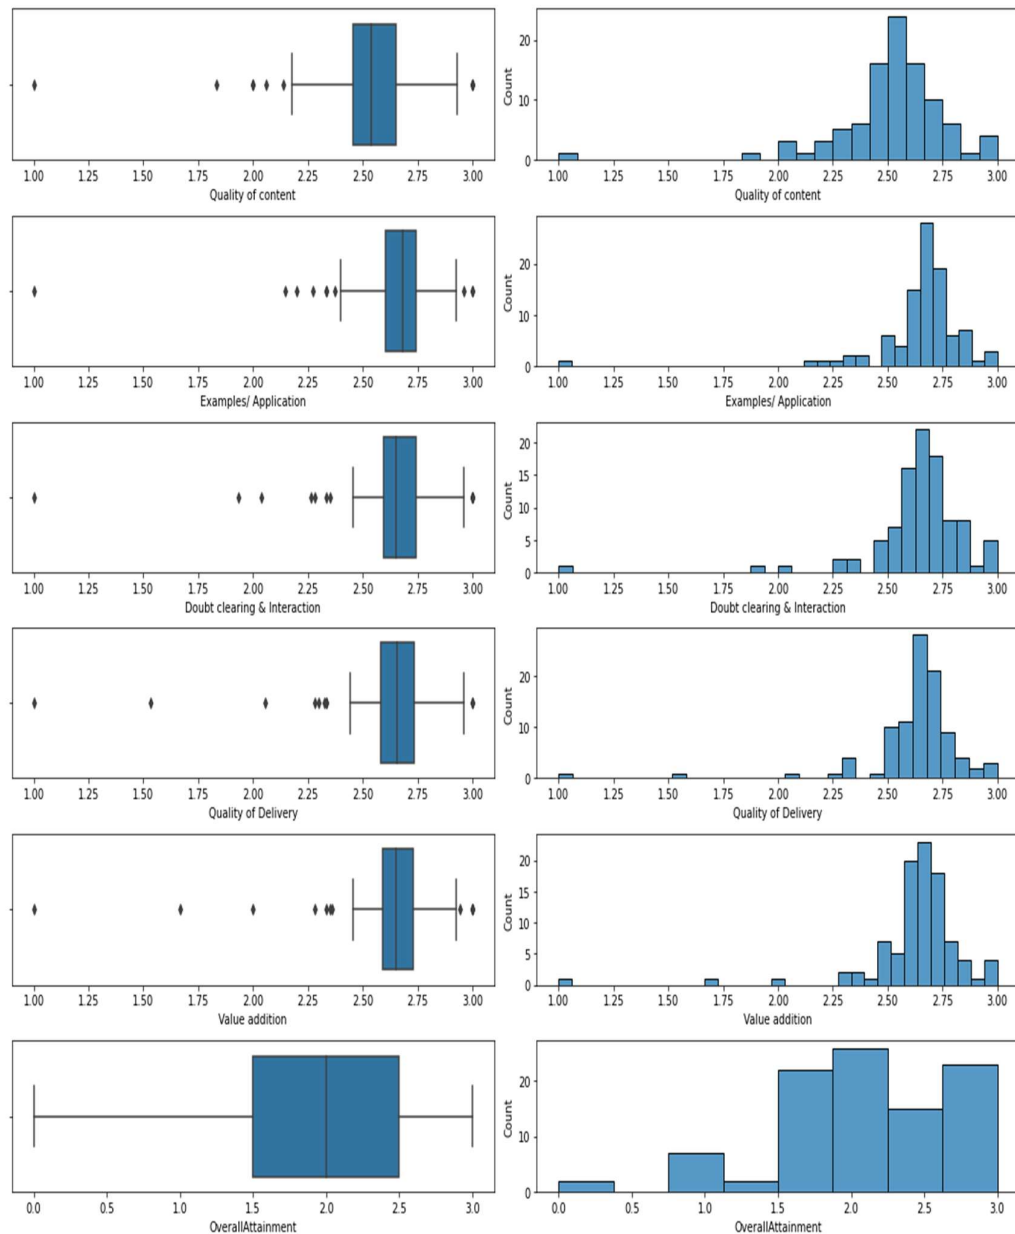 20
10
0
Count
1.00 1.25 1.50 1.75 2.00 2.25 2.50 2.75 3.00
Quality of content
1.00 1.25 1.50 1.75 2.00 2.25 2.50 2.75 3.00
Quality of content
20
10
0
Count
1.00 1.25 1.50 1.75 2.00 2.25 2.50 2.75 3.00
Examples/ Application
1.00 1.25 1.50 1.75 2.00 2.25 2.50 2.75 3.00
Examples/ Application
20
15
10
5
0
Count
1.00 1.25 1.50 1.75 2.00 2.25 2.50 2.75 3.00
Doubt clearing & Interaction
1.00 1.25 1.50 1.75 2.00 2.25 2.50 2.75 3.00
Doubt clearing & Interaction
20
10
0
Count
1.00 1.25 1.50 1.75 2.00 2.25 2.50 2.75 3.00
Quality of Delivery
1.00 1.25 1.50 1.75 2.00 2.25 2.50 2.75 3.00
Quality of Delivery
20
15
10
5
0
Count
1.00 1.25 1.50 1.75 2.00 2.25 2.50 2.75 3.00
Value addition
1.00 1.25 1.50 1.75 2.00 2.25 2.50 2.75 3.00
Value addition
20
10
0
Count
0.0 0.5 1.0 1.5 2.0 2.5 3.0
OverallAttainment
0.0 0.5 1.0 1.5 2.0 2.5 3.0
OverallAttainment